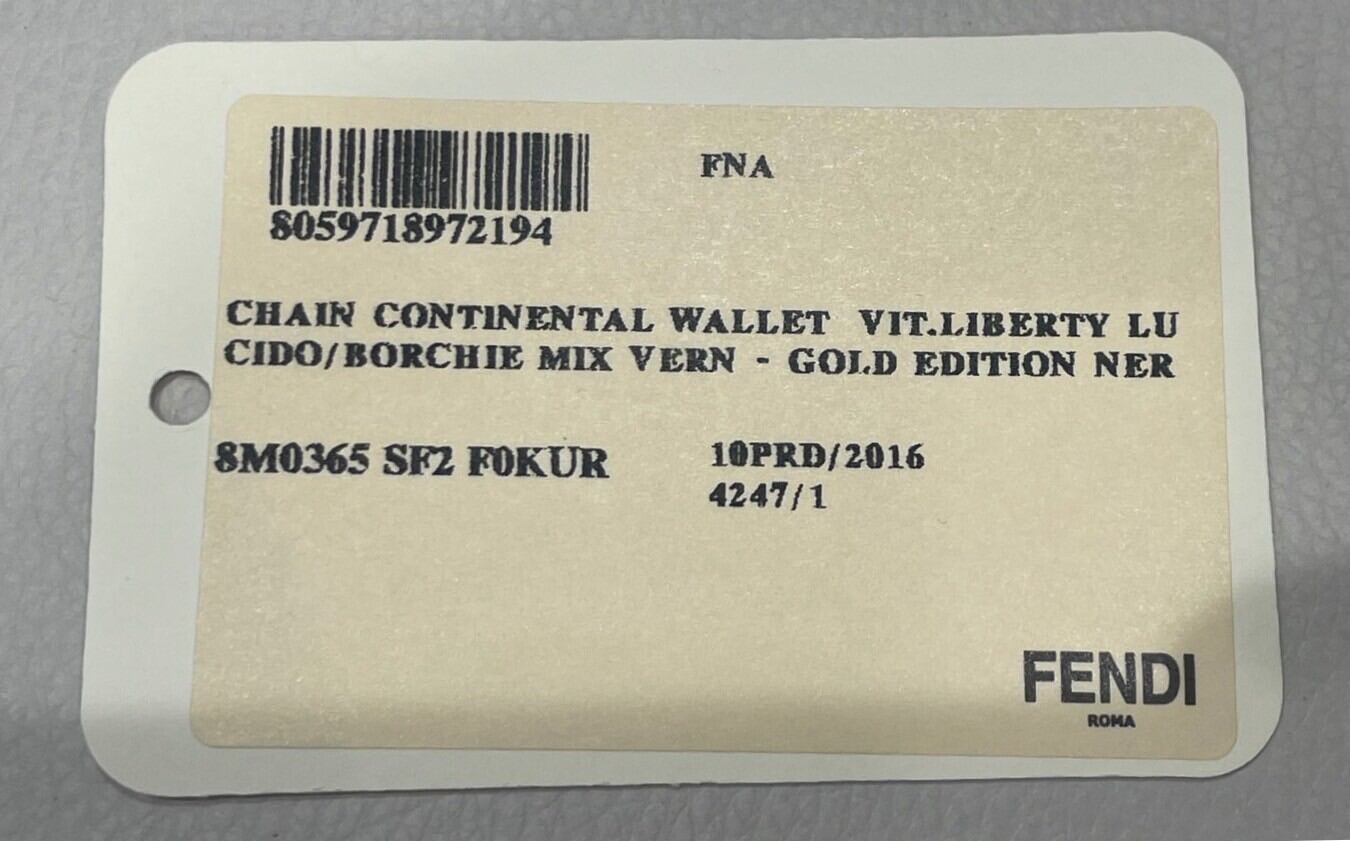 FNA
8059718972194
CHAIN CONTINENTAL WALLET VIT.LIBERTY LU
CIDO/BORCHIE MIX VERN - GOLD EDITION NER
8M0365 SF2 F0KUR
10PRD/2016
4247/1
FENDI
ROMA